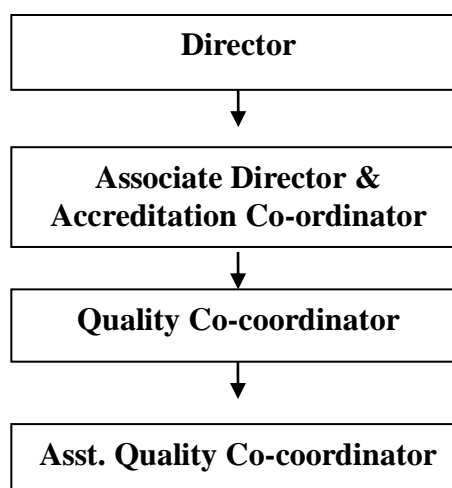 Director
Associate Director &
Accreditation Co-ordinator
Quality Co-coordinator
Asst. Quality Co-coordinator